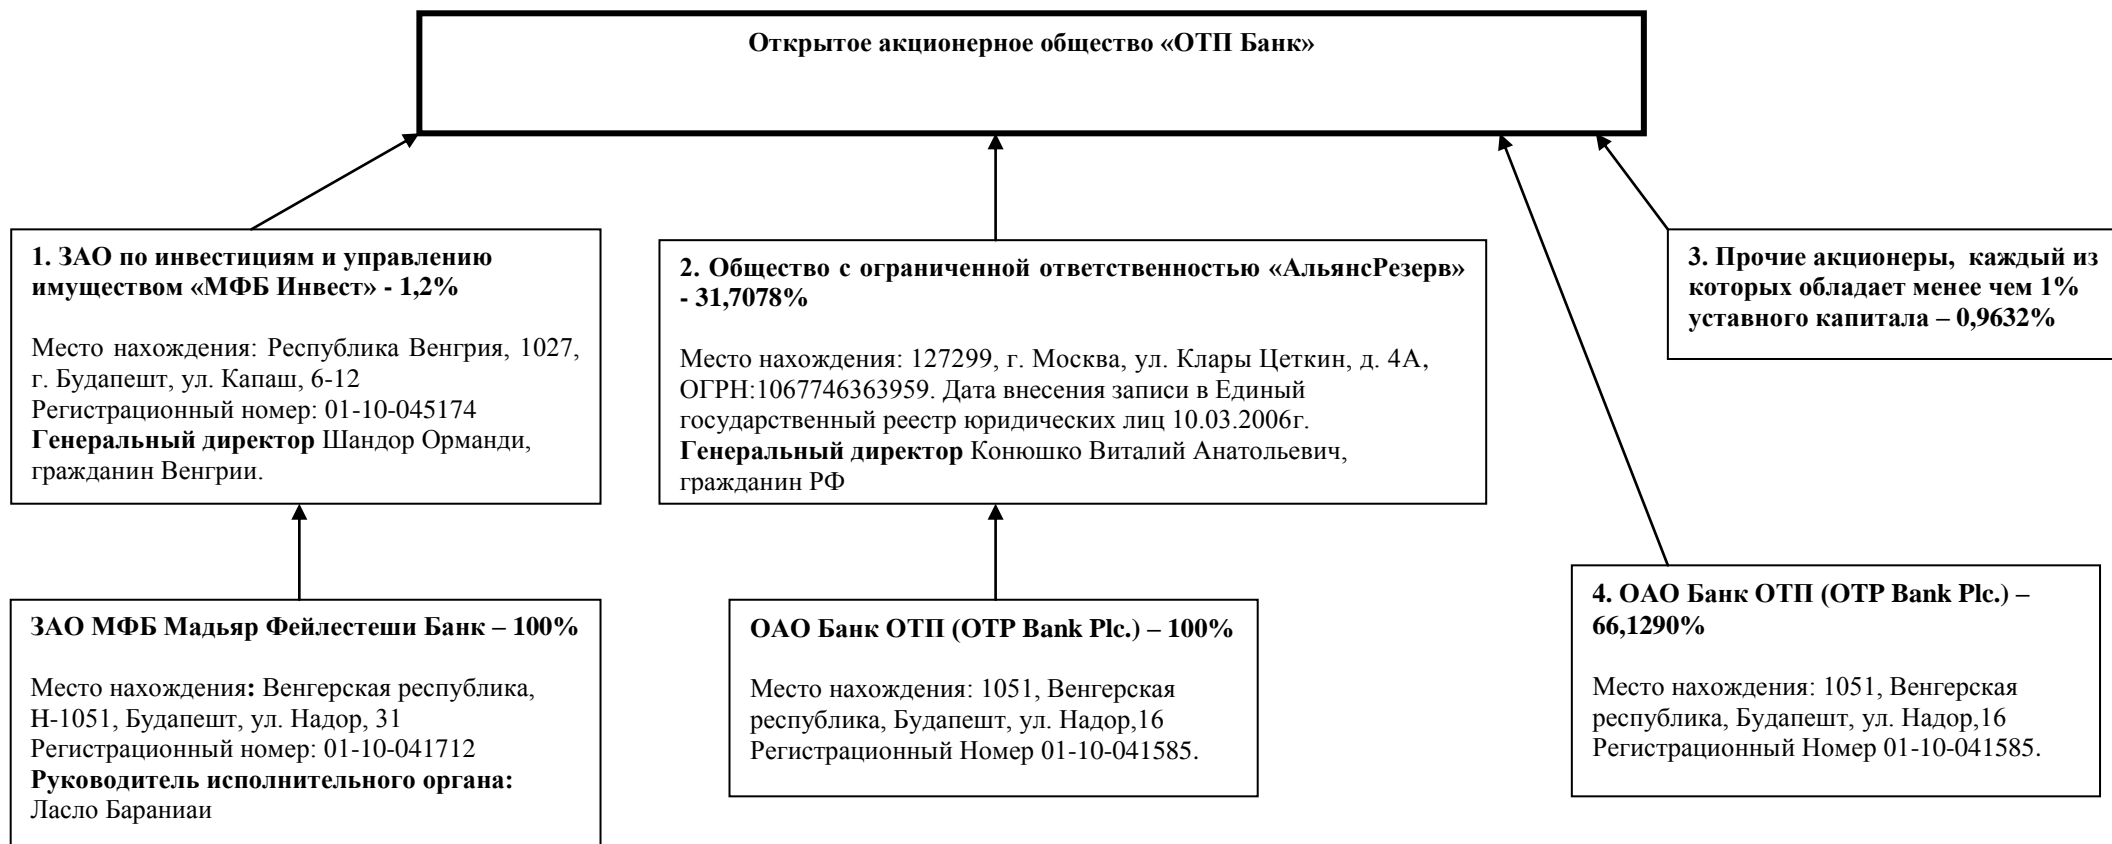 Открытое акционерное общество «ОТП Банк»
1. ЗАО по инвестициям и управлению
имуществом «МФБ Инвест» - 1,2%
Место нахождения: Республика Венгрия, 1027,
г. Будапешт, ул. Капаш, 6-12
Регистрационный номер: 01-10-045174
Генеральный директор Шандор Орманди,
гражданин Венгрии.
2. Общество с ограниченной ответственностью «АльянсРезерв»
- 31,7078%
Место нахождения: 127299, г. Москва, ул. Клары Цеткин, д. 4А,
ОГРН:1067746363959. Дата внесения записи в Единый
государственный реестр юридических лиц 10.03.2006г.
Генеральный директор Конюшко Виталий Анатольевич,
гражданин РФ
3. Прочие акционеры, каждый из
которых обладает менее чем 1%
уставного капитала – 0,9632%
ЗАО МФБ Мадьяр Фейлестеши Банк – 100%
Место нахождения: Венгерская республика,
Н-1051, Будапешт, ул. Надор, 31
Регистрационный номер: 01-10-041712
Руководитель исполнительного органа:
Ласло Бараниаи
ОАО Банк ОТП (OTP Bank Plc.) – 100%
Место нахождения: 1051, Венгерская
республика, Будапешт, ул. Надор,16
Регистрационный Номер 01-10-041585.
4. ОАО Банк ОТП (OTP Bank Plc.) –
66,1290%
Место нахождения: 1051, Венгерская
республика, Будапешт, ул. Надор,16
Регистрационный Номер 01-10-041585.